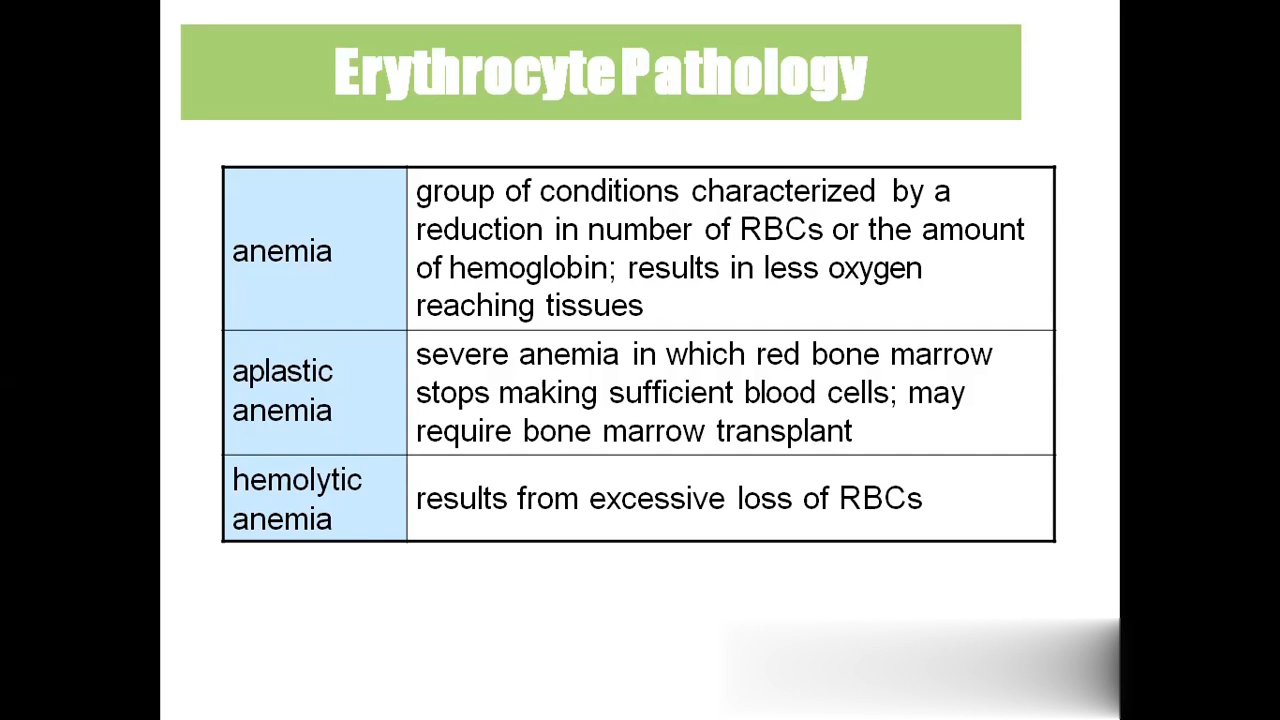 Erythrocyte Pathology
anemia
group of conditions characterized by a
reduction in number of RBCs or the amount
of hemoglobin; results in less oxygen
reaching tissues
aplastic
anemia
severe anemia in which red bone marrow
stops making sufficient blood cells; may
require bone marrow transplant
hemolytic
anemia
results from excessive loss of RBCs